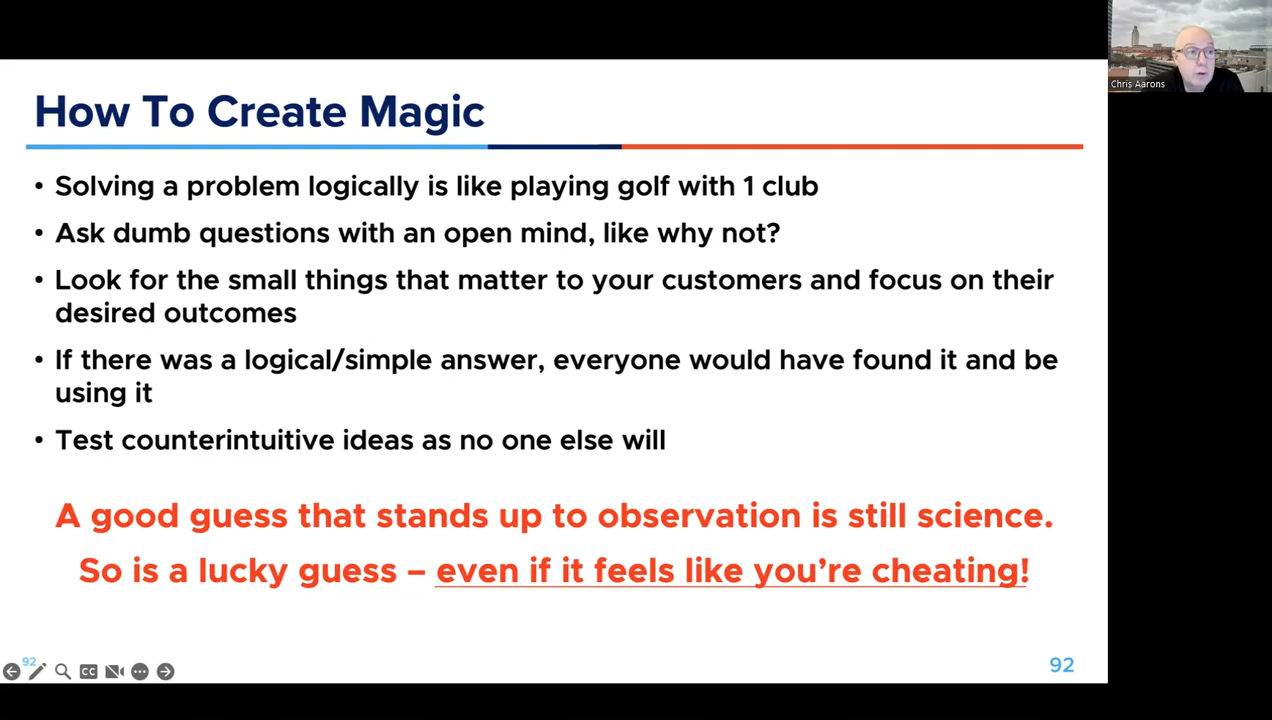 How To Create Magic
• Solving a problem logically is like playing golf with 1 club
• Ask dumb questions with an open mind, like why not?
• Look for the small things that matter to your customers and focus on their
desired outcomes
• If there was a logical/simple answer, everyone would have found it and be
using it
• Test counterintuitive ideas as no one else will
A good guess that stands up to observation is still science.
So is a lucky guess – even if it feels like you're cheating!
92
CC
92
Chris Aarons